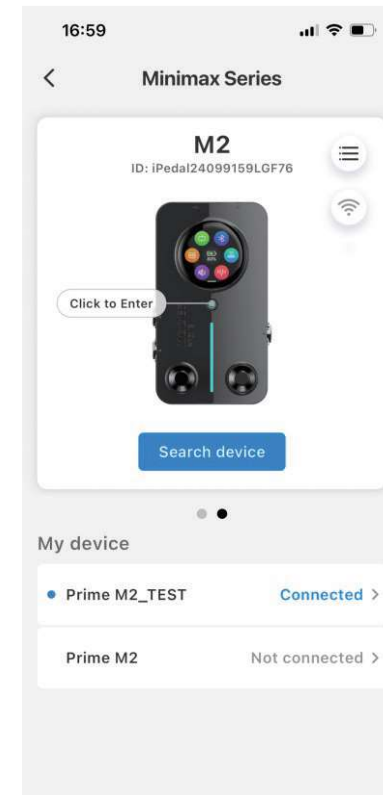 16:59
Minimax Series
M2
ID: iPedal24099159LGF76
Click to Enter
Search device
My device
Prime M2_TEST
Connected
Prime M2
Not connected